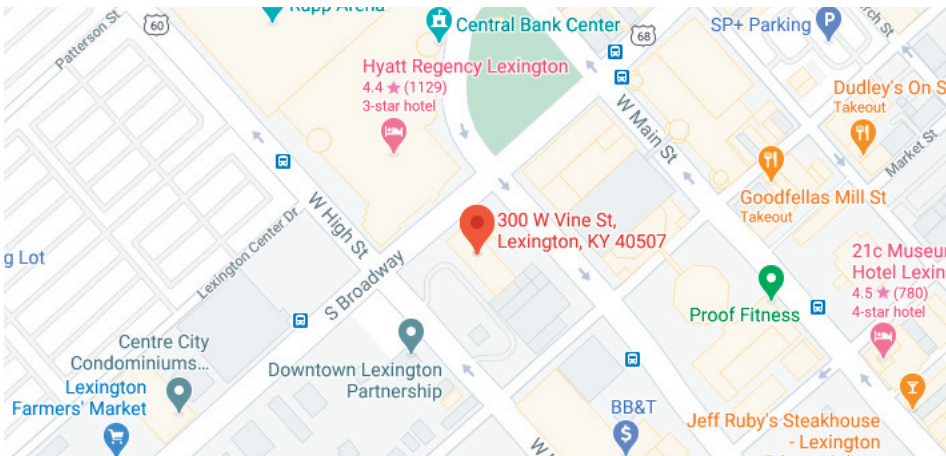 Rupp Arena
60
Patterson St
Central Bank Center
68
SP+ Parking
P
Church St
Hyatt Regency Lexington
4.4 ★ (1129)
3-star hotel
W Main St
Dudley's On S
Takeout
Market St
Goodfellas Mill St
Takeout
W High St
Lexington Center Dr
g Lot
300 W Vine St,
Lexington, KY 40507
S Broadway
21c Museu
Hotel Lexin
4.5 ★ (780)
4-star hotel
Proof Fitness
Centre City
Condominiums...
Downtown Lexington
Partnership
Lexington
Farmers' Market
BB&T
$
Jeff Ruby's Steakhouse
- Lexington
W